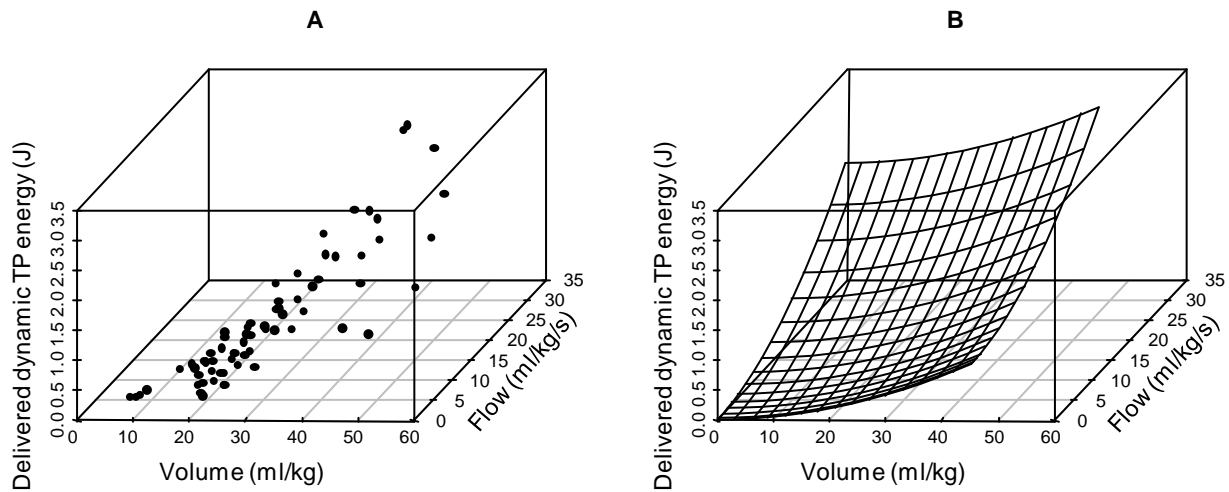 A
Delivered dynamic TP energy (J)
0.0 0.5 1.0 1.5 2.0 2.5 3.0 3.5
0 10 20 30 40 50 60
Volume (ml/kg)
0 5 10 15 20 25 30 35
Flow (ml/kg/s)
B
Delivered dynamic TP energy (J)
0.0 0.5 1.0 1.5 2.0 2.5 3.0 3.5
0 10 20 30 40 50 60
Volume (ml/kg)
0 5 10 15 20 25 30 35
Flow (ml/kg/s)